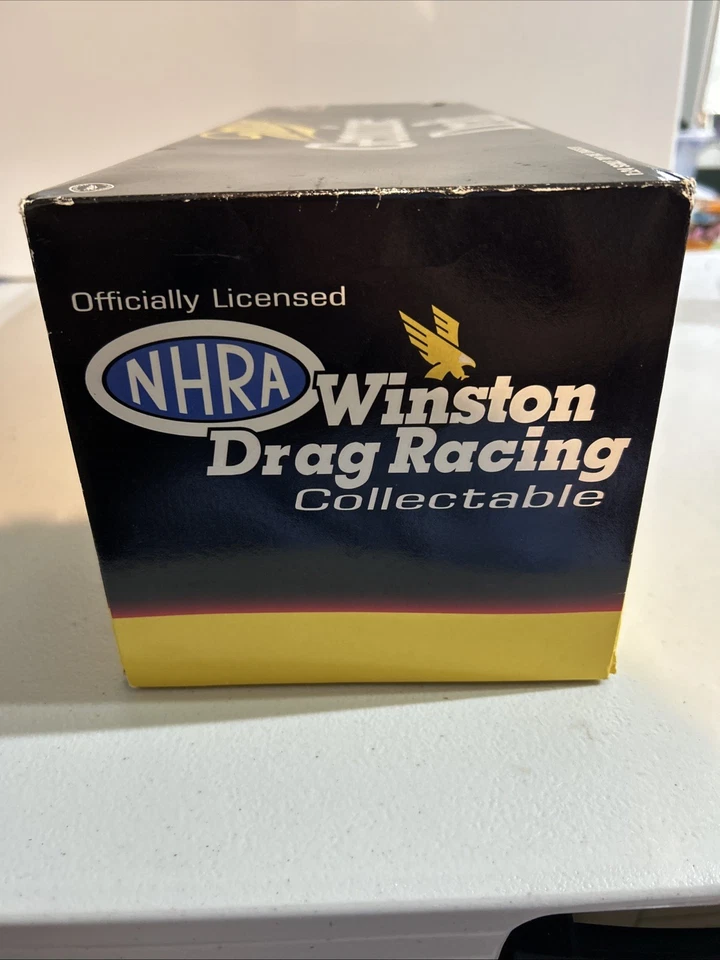 Officially Licensed
NHRA Winston
Drag Racing
Collectable